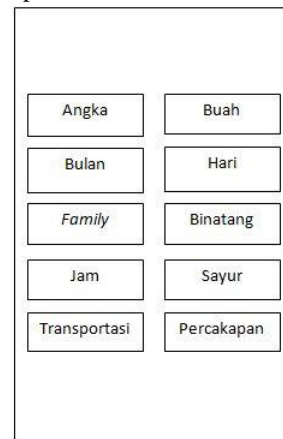 Angka Buah
Bulan Hari
Family Binatang
Jam Sayur
Transportasi Percakapan